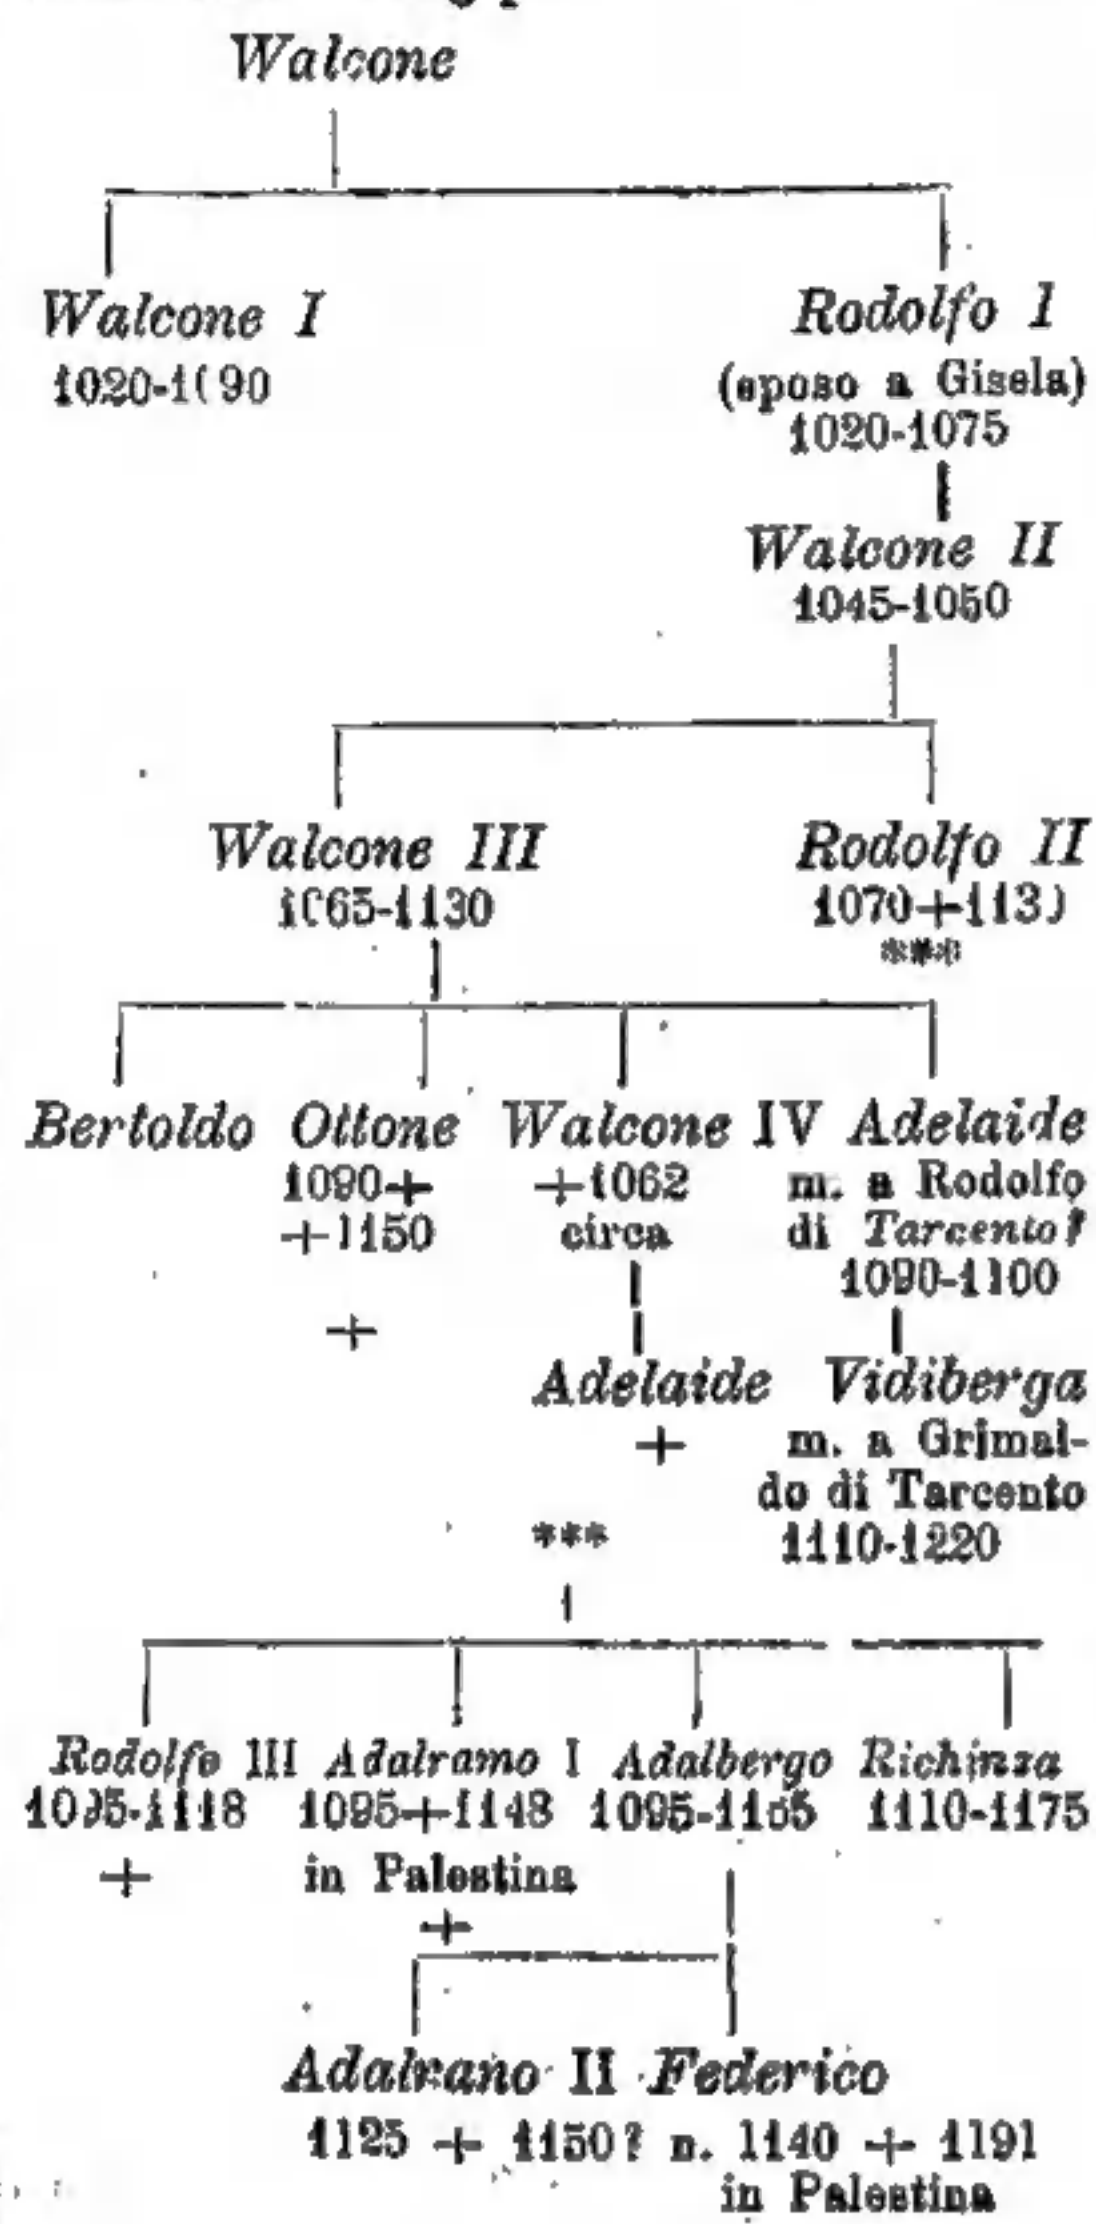 Walcone
Walcone I
1020-1090
Rodolfo I
(sposo a Gisela)
1020-1075
Walcone II
1045-1050
Walcone III
1065-1130
Rodolfo II
1070+1130
***
Bertoldo Ottone Walcone IV Adelaide
1090+
+1150
+
+1062
circa
m. a Rodolfo
di Tarcento?
1090-1100
Adelaide
+
Vidiberga
m. a Grimal-
do di Tarcento
1110-1220
***
Rodolfo III Adalramo I Adalbergo Richinza
1095-1118 1095+1148 1095-1165 1110-1175
+ in Palestina
+
Adalrano II Federico
1125 + 1150? n. 1140 + 1191
in Palestina